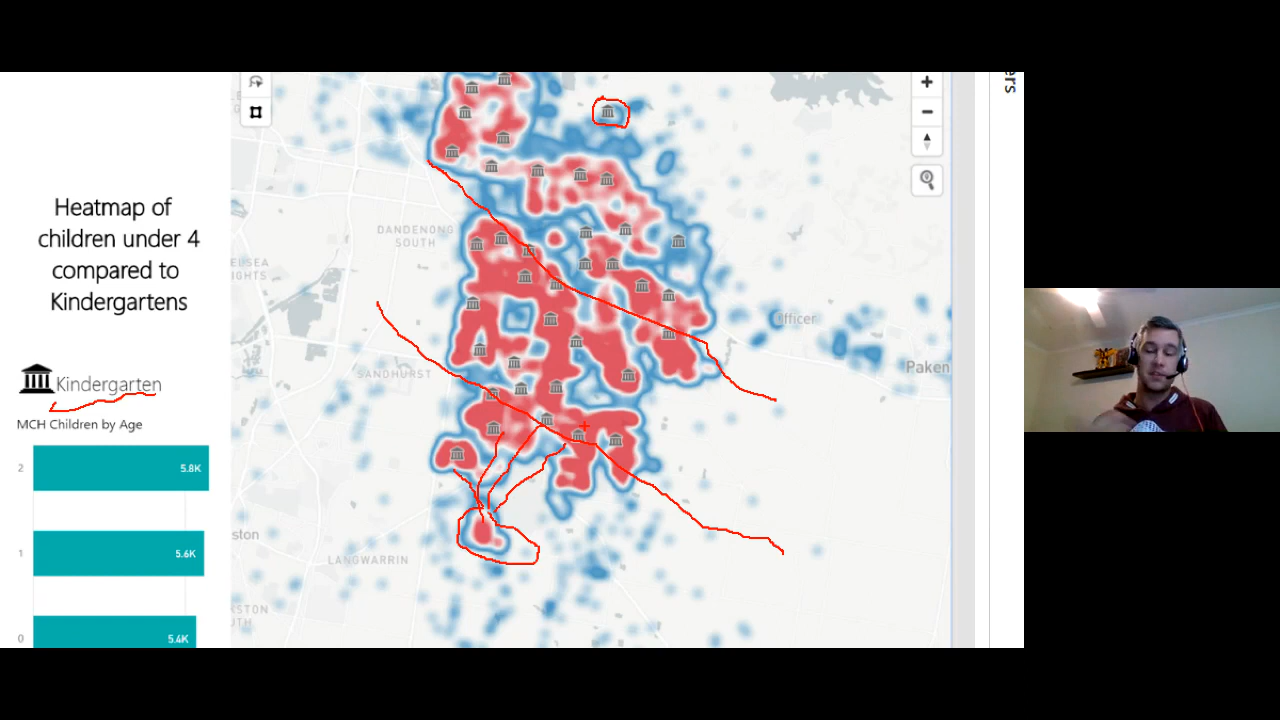 Heatmap of
children under 4
compared to
Kindergartens
Kindergarten
MCH Children by Age
2
5.8K
1
5.6K
0
5.4K
DANDENONG
SOUTH
SANDHURST
LANGWARRIN
Officer
Paken
ers